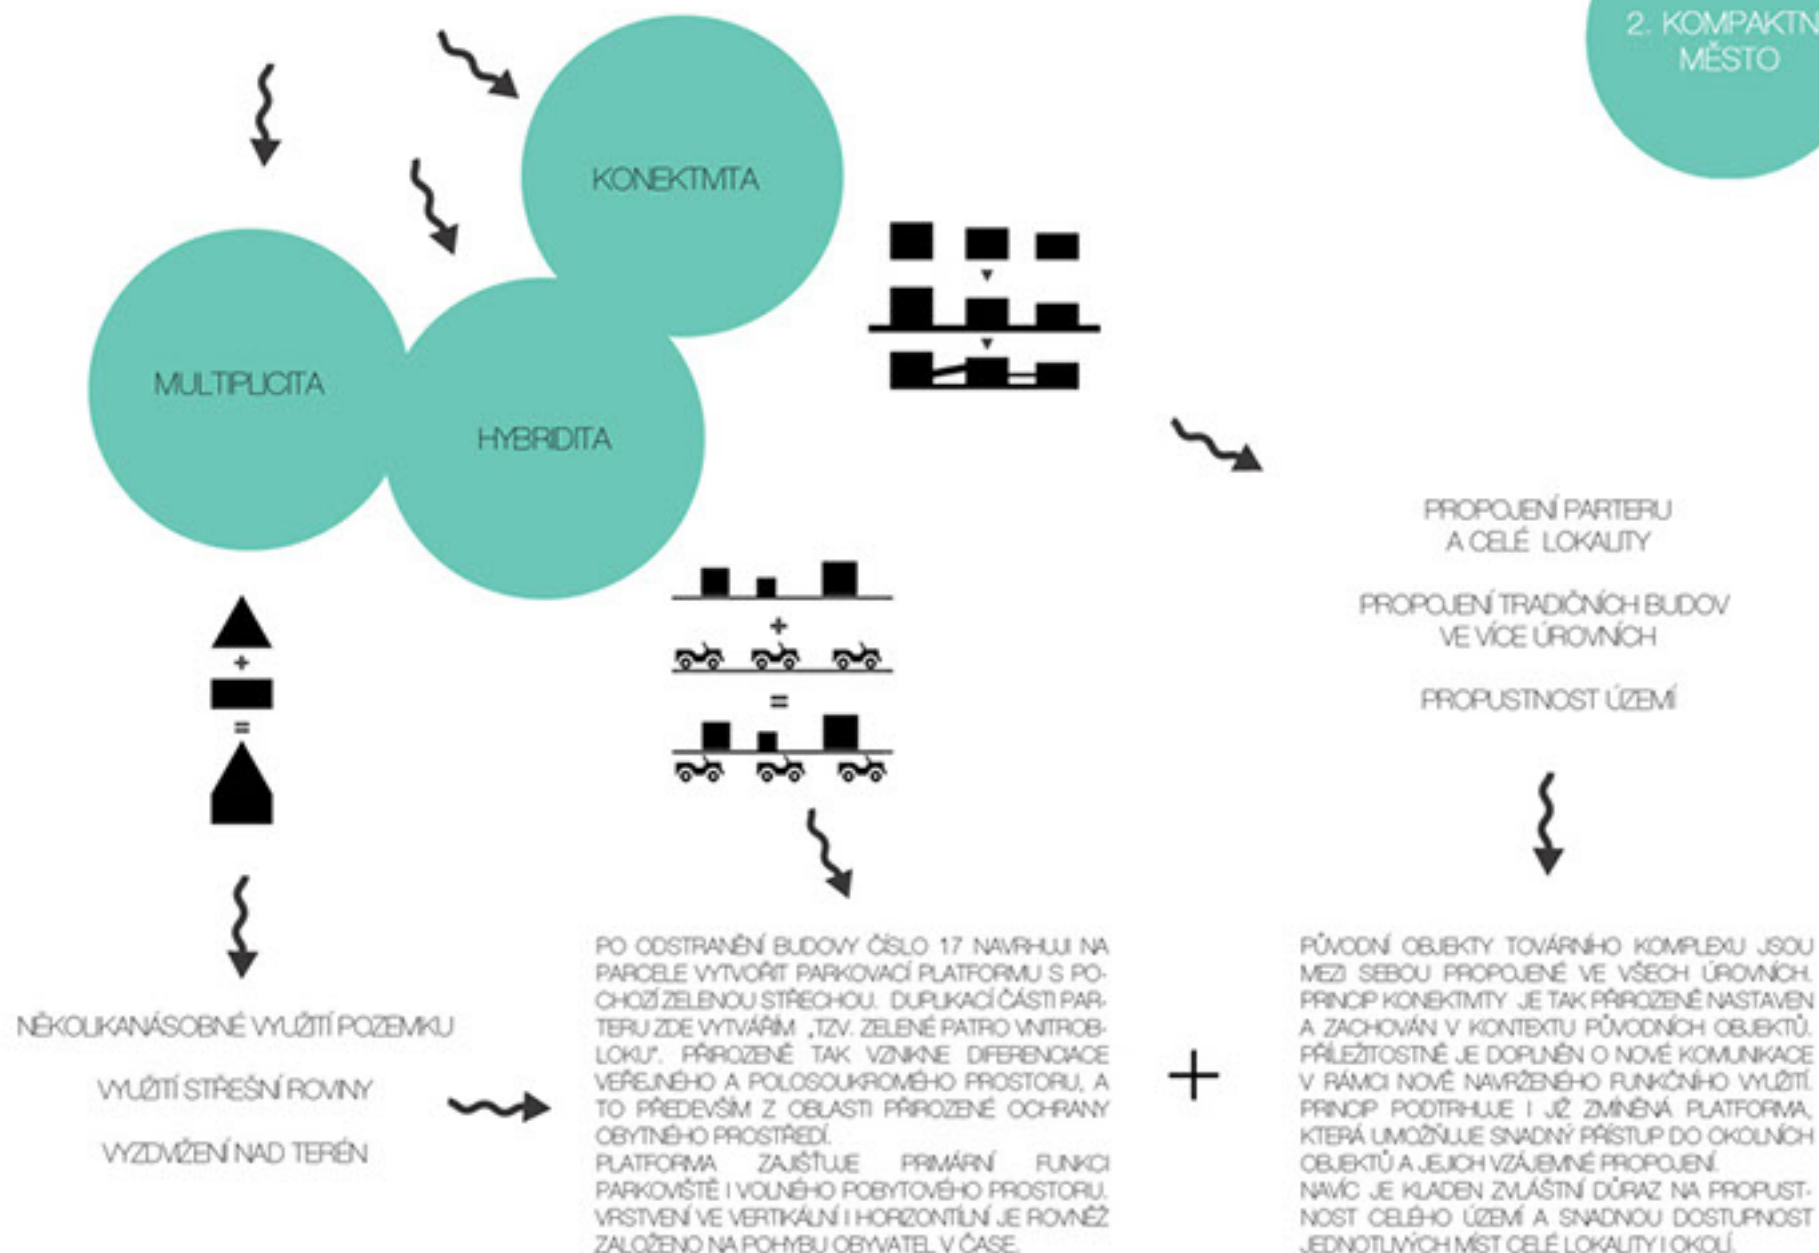 2. KOMPAKTN
MĚSTO
KONEKTIVITA
MULTIPLICITA
HYBRIDITA
PROPOJENÍ PARTERU
A CELÉ LOKALITY
PROPOJENÍ TRADIČNÍCH BUDOV
VE VÍCE ÚROVNÍCH
PROPUSTNOST ÚZEMÍ
+
=
+
=
NĚKOLIKANÁSOBNÉ VYUŽITÍ POZEMKU
VYUŽITÍ STŘEŠNÍ ROVINY
VYZDVIŽENÍ NAD TERÉN
PO ODSTRANĚNÍ BUDOVY ČÍSLO 17 NAVRHUJI NA
PARCELE VYTVOŘIT PARKOVACÍ PLATFORMU S PO-
CHOZÍ ZELENOU STŘECHOU. DUPLIKACÍ ČÁSTI PAR-
TERU ZDE VYTVÁŘÍM „TZV. ZELENÉ PATRO VNITROB-
LOKU". PŘIROZENĚ TAK VZNIKNE DIFERENCIACE
VEŘEJNÉHO A POLOSOUKROMÉHO PROSTORU, A
TO PŘEDEVŠÍM Z OBLASTI PŘIROZENÉ OCHRANY
OBYTNÉHO PROSTŘEDÍ.
PLATFORMA ZAJIŠŤUJE PRIMÁRNÍ FUNKCI
PARKOVIŠTĚ I VOLNÉHO POBYTOVÉHO PROSTORU.
VRSTVENÍ VE VERTIKÁLNÍ I HORIZONTÍLNÍ JE ROVNĚŽ
ZALOŽENO NA POHYBU OBYVATEL V ČASE.
+
PŮVODNÍ OBJEKTY TOVÁRNÍHO KOMPLEXU JSOU
MEZI SEBOU PROPOJENÉ VE VŠECH ÚROVNÍCH.
PRINCIP KONEKTIVITY JE TAK PŘIROZENĚ NASTAVEN
A ZACHOVÁN V KONTEXTU PŮVODNÍCH OBJEKTŮ.
PŘÍLEŽITOSTNĚ JE DOPLNĚN O NOVÉ KOMUNIKACE
V RÁMCI NOVĚ NAVRŽENÉHO FUNKČNÍHO VYUŽITÍ.
PRINCIP PODTRHUJE I JIŽ ZMÍNĚNÁ PLATFORMA,
KTERÁ UMOŽŇUJE SNADNÝ PŘÍSTUP DO OKOLNÍCH
OBJEKTŮ A JEJICH VZÁJEMNÉ PROPOJENÍ.
NAVÍC JE KLADEN ZVLÁŠTNÍ DŮRAZ NA PROPUST-
NOST CELÉHO ÚZEMÍ A SNADNOU DOSTUPNOST
JEDNOTLIVÝCH MÍST CELÉ LOKALITY I OKOLÍ.